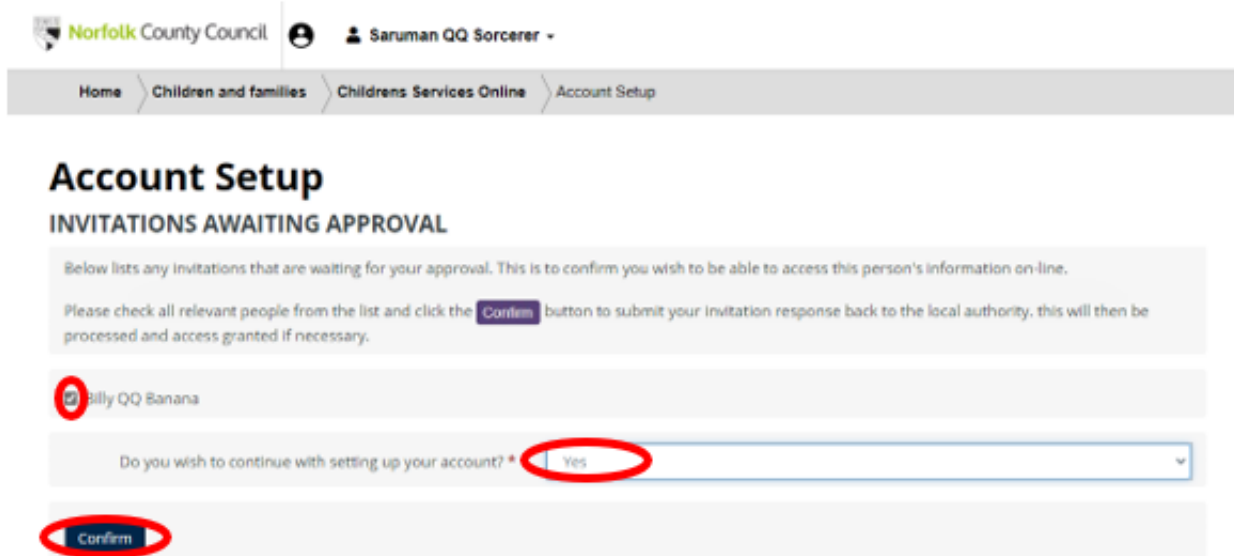 Norfolk County Council
Saruman QQ Sorcerer
Home Children and families Childrens Services Online Account Setup
Account Setup
INVITATIONS AWAITING APPROVAL
Below lists any invitations that are waiting for your approval. This is to confirm you wish to be able to access this person's information on-line.
Please check all relevant people from the list and click the Confirm button to submit your invitation response back to the local authority. this will then be
processed and access granted if necessary.
Billy QQ Banana
Do you wish to continue with setting up your account? * Yes
Confirm